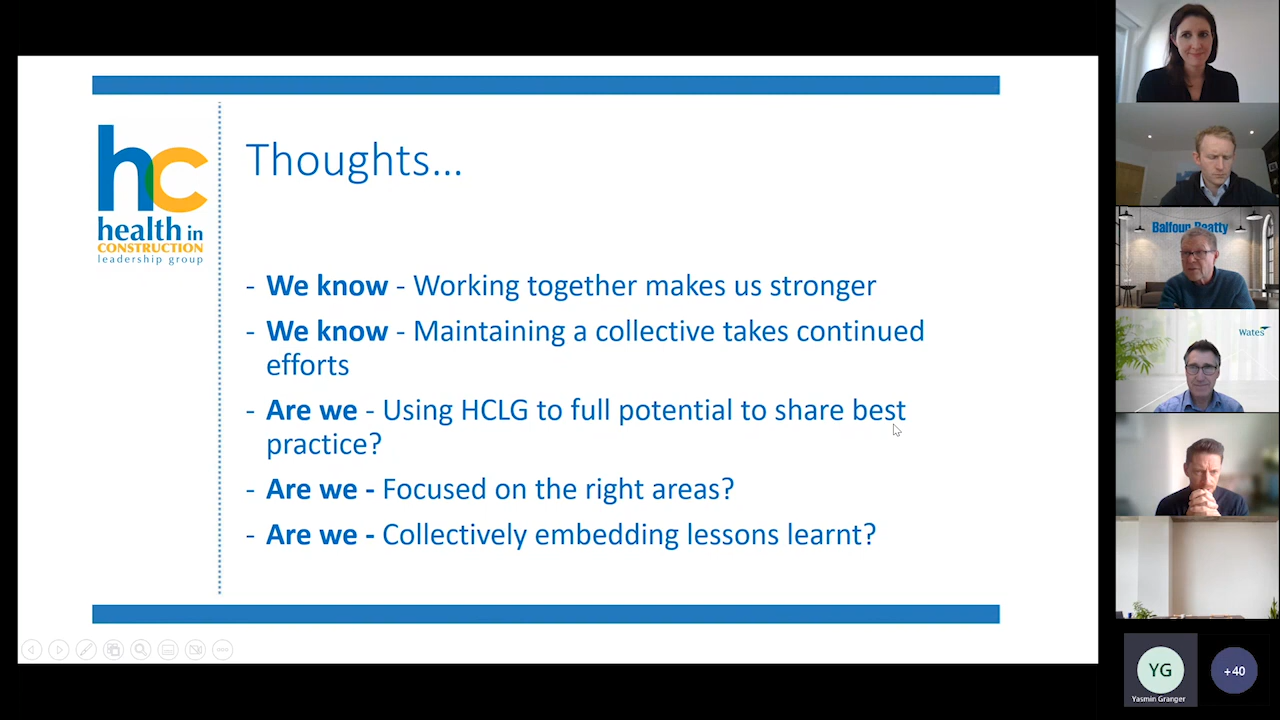 hc
health in
CONSTRUCTION
leadership group
Thoughts...
- We know - Working together makes us stronger
- We know - Maintaining a collective takes continued
efforts
- Are we - Using HCLG to full potential to share best
practice?
- Are we - Focused on the right areas?
- Are we - Collectively embedding lessons learnt?
Balfour Beatty
Wates
YG
Yasmin Granger
+40